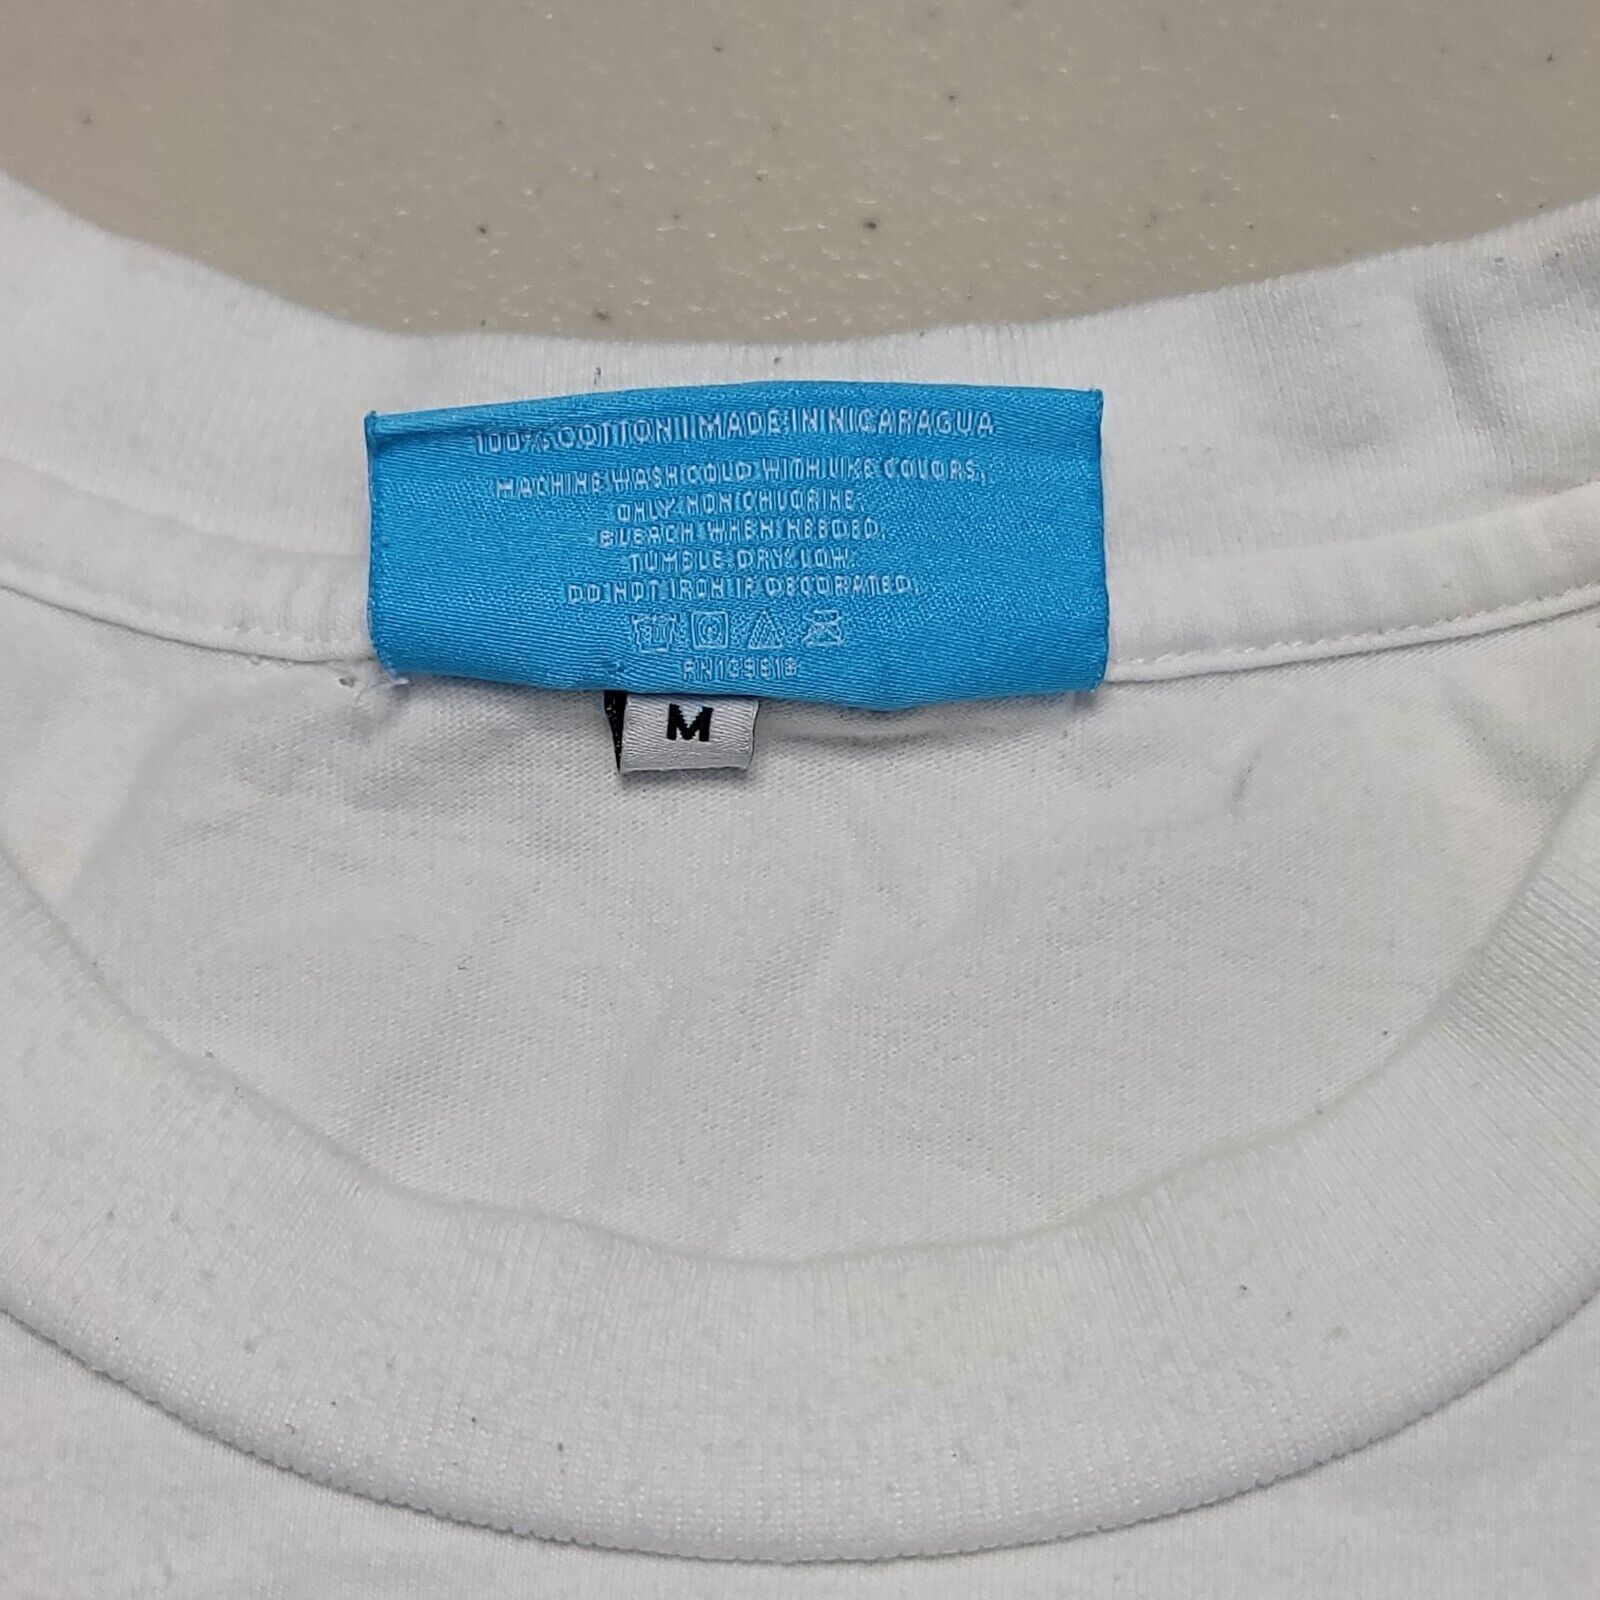 100% COTTON || MADE IN NICARAGUA
MACHINE WASH COLD WITH LIKE COLORS,
ONLY NON CHLORINE,
BLEACH WHEN NEEDED,
TUMBLE DRY LOW.
DO NOT IRON IF DECORATED,
M